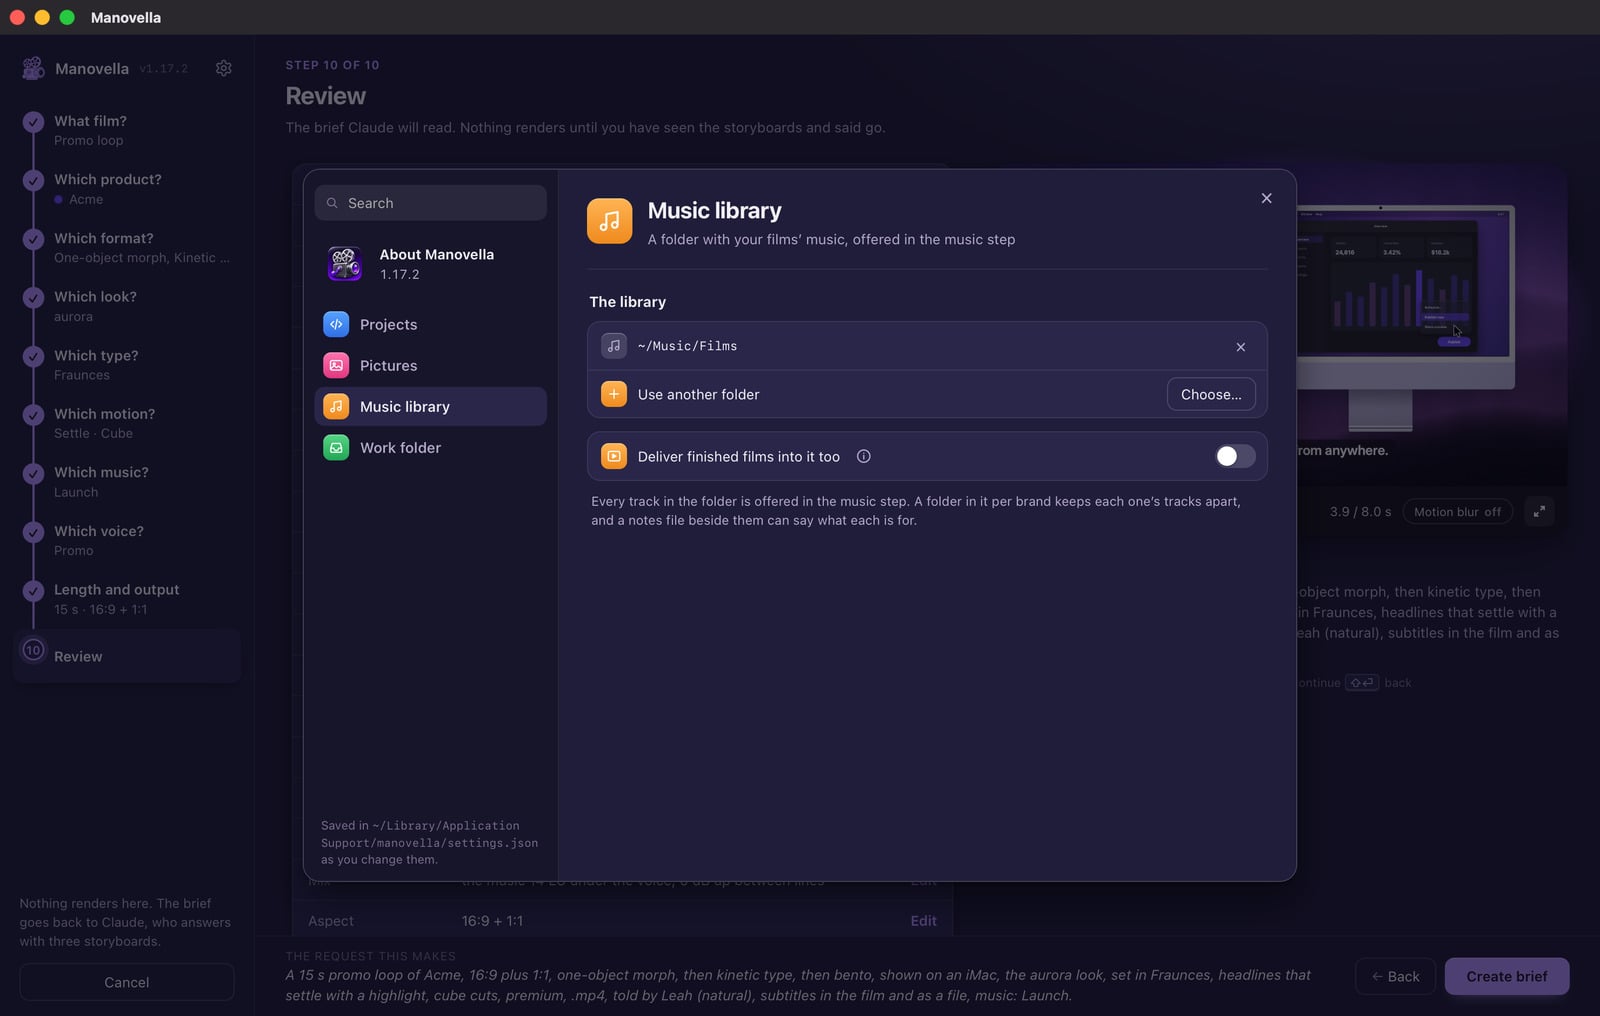 Manovella
Manovella v1.17.2
What film?
Promo loop
Which product?
Acme
Which format?
One-object morph, Kinetic ...
Which look?
aurora
Which type?
Fraunces
Which motion?
Settle · Cube
Which music?
Launch
Which voice?
Promo
Length and output
15 s · 16:9 + 1:1
10 Review
Nothing renders here. The brief
goes back to Claude, who answers
with three storyboards.
Cancel
STEP 10 OF 10
Review
The brief Claude will read. Nothing renders until you have seen the storyboards and said go.
Search
About Manovella
1.17.2
Projects
Pictures
Music library
Work folder
Saved in ~/Library/Application
Support/manovella/settings.json
as you change them.
Music library
A folder with your films’ music, offered in the music step
The library
~/Music/Films
Use another folder
Choose...
Deliver finished films into it too
Every track in the folder is offered in the music step. A folder in it per brand keeps each one’s tracks apart,
and a notes file beside them can say what each is for.
24,816 3.42% $18.2k
rom anywhere.
3.9 / 8.0 s Motion blur off
object morph, then kinetic type, then
in Fraunces, headlines that settle with a
eah (natural), subtitles in the film and as
ontinue back
Aspect 16:9 + 1:1 Edit
THE REQUEST THIS MAKES
A 15 s promo loop of Acme, 16:9 plus 1:1, one-object morph, then kinetic type, then bento, shown on an iMac, the aurora look, set in Fraunces, headlines that
settle with a highlight, cube cuts, premium, .mp4, told by Leah (natural), subtitles in the film and as a file, music: Launch.
← Back
Create brief